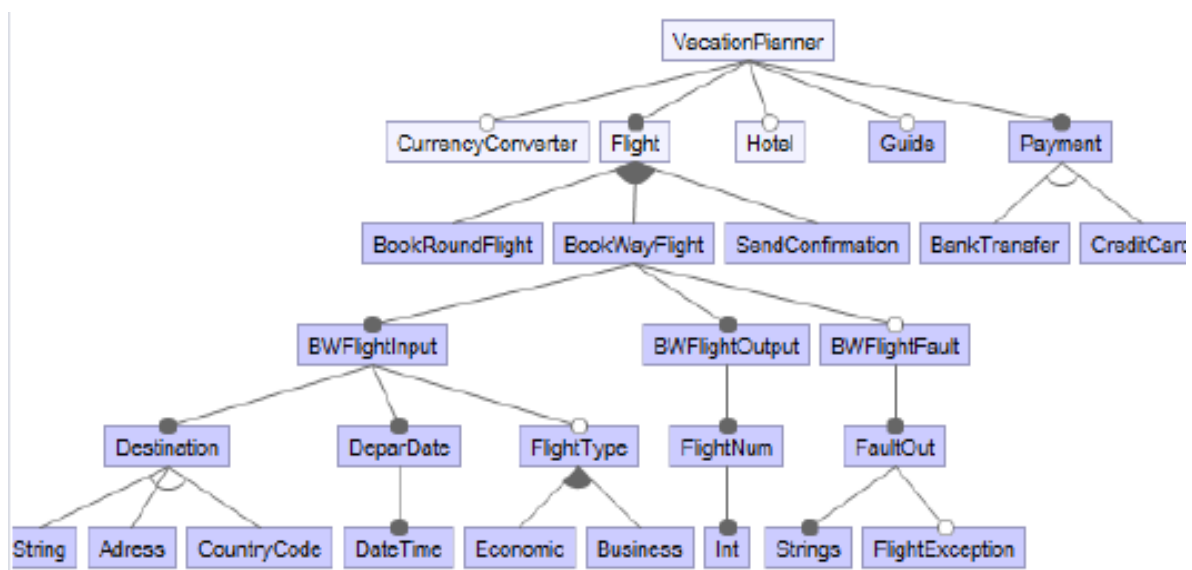 VacationPlanner
CurrencyConverter Flight Hotel Guide Payment
BookRoundFlight BookWayFlight SendConfirmation BankTransfer CreditCard
BWFlightInput BWFlightOutput BWFlightFault
Destination DeparDate FlightType FlightNum FaultOut
String Adress CountryCode DateTime Economic Business Int Strings FlightException